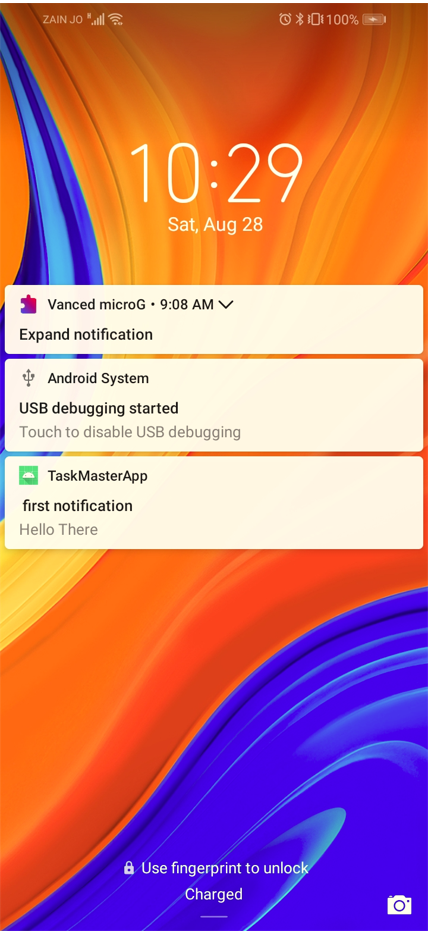 ZAIN JO 100%
10:29
Sat, Aug 28
Vanced microG • 9:08 AM
Expand notification
Android System
USB debugging started
Touch to disable USB debugging
TaskMasterApp
first notification
Hello There
Use fingerprint to unlock
Charged